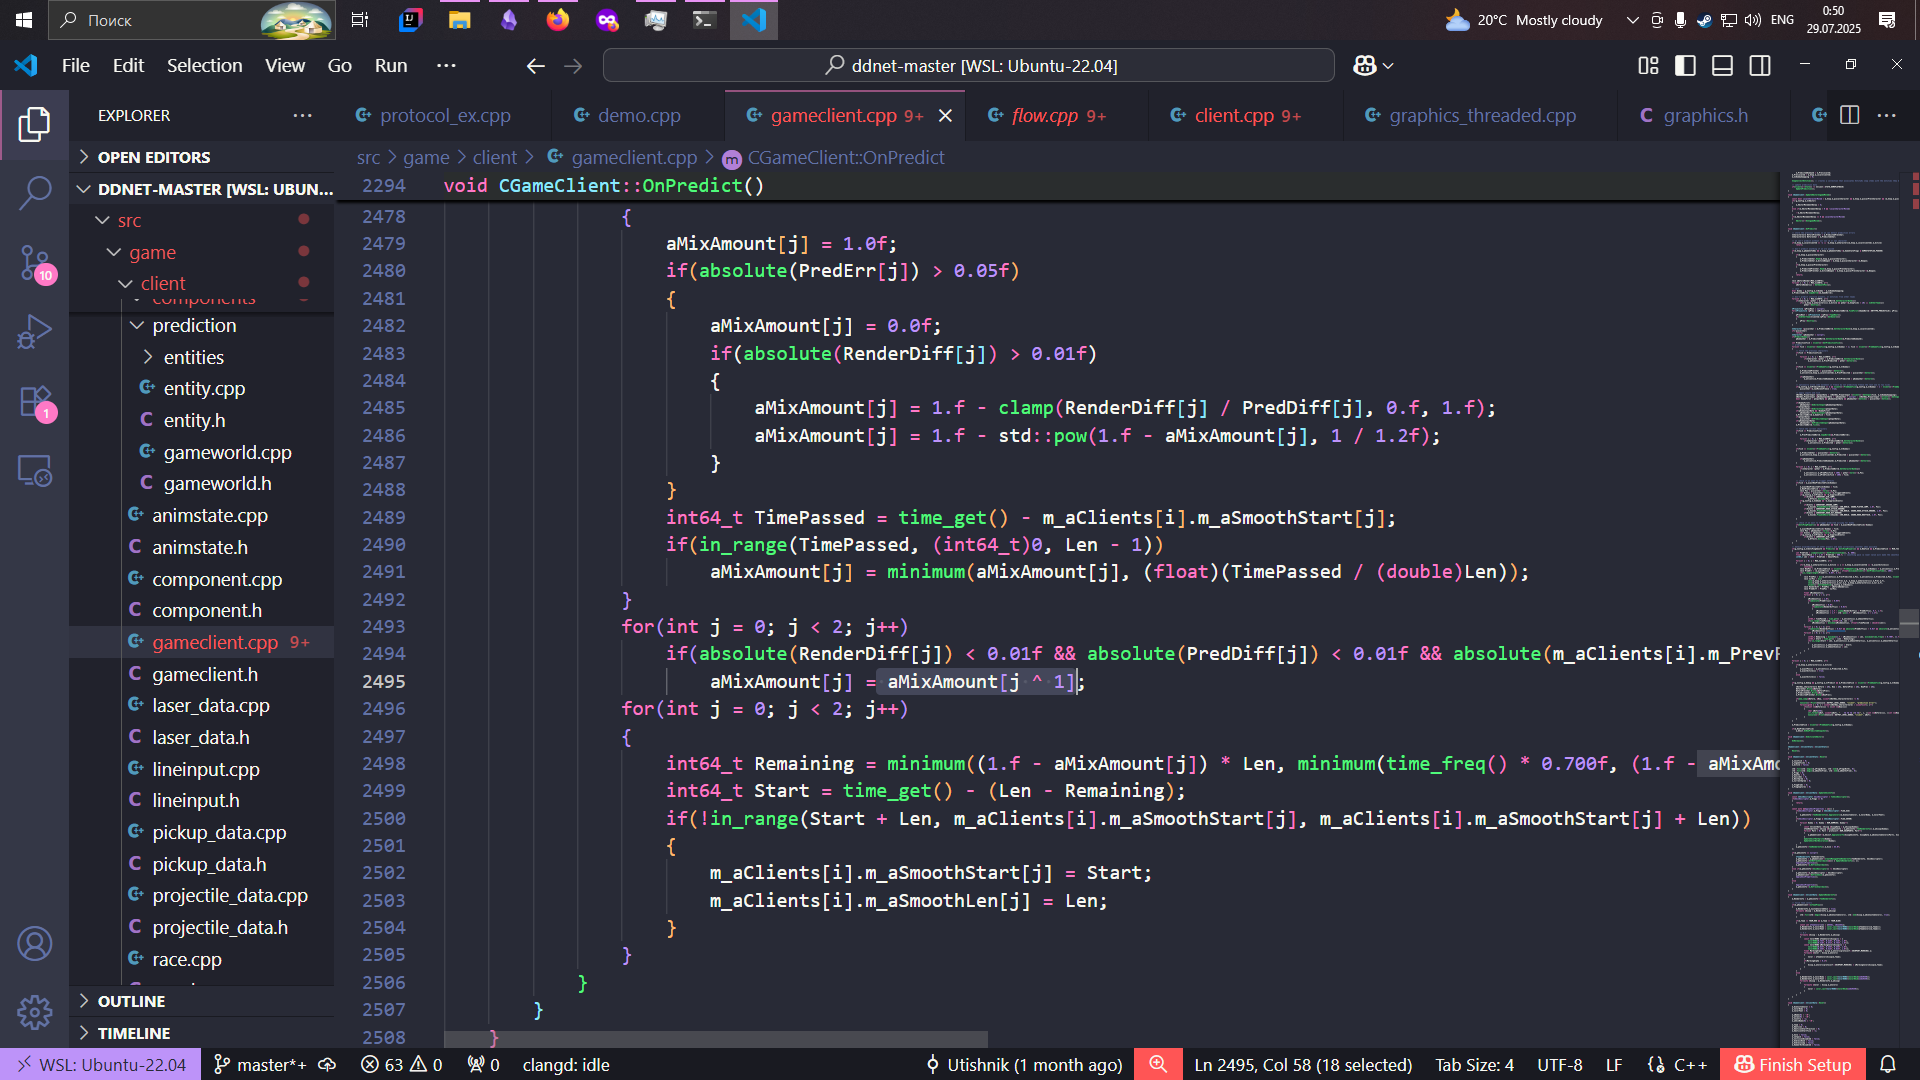 Поиск
20°C Mostly cloudy
ENG
0:50
29.07.2025
File Edit Selection View Go Run ···
ddnet-master [WSL: Ubuntu-22.04]
EXPLORER ···
protocol_ex.cpp
demo.cpp
gameclient.cpp 9+
flow.cpp 9+
client.cpp 9+
graphics_threaded.cpp
graphics.h
OPEN EDITORS
DDNET-MASTER [WSL: UBUN...
src
game
client
components
prediction
entities
entity.cpp
entity.h
gameworld.cpp
gameworld.h
animstate.cpp
animstate.h
component.cpp
component.h
gameclient.cpp 9+
gameclient.h
laser_data.cpp
laser_data.h
lineinput.cpp
lineinput.h
pickup_data.cpp
pickup_data.h
projectile_data.cpp
projectile_data.h
race.cpp
OUTLINE
TIMELINE
10
1
src > game > client > gameclient.cpp > m CGameClient::OnPredict
2294 void CGameClient::OnPredict()
2478 {
2479 aMixAmount[j] = 1.0f;
2480 if(absolute(PredErr[j]) > 0.05f)
2481 {
2482 aMixAmount[j] = 0.0f;
2483 if(absolute(RenderDiff[j]) > 0.01f)
2484 {
2485 aMixAmount[j] = 1.f - clamp(RenderDiff[j] / PredDiff[j], 0.f, 1.f);
2486 aMixAmount[j] = 1.f - std::pow(1.f - aMixAmount[j], 1 / 1.2f);
2487 }
2488 }
2489 int64_t TimePassed = time_get() - m_aClients[i].m_aSmoothStart[j];
2490 if(in_range(TimePassed, (int64_t)0, Len - 1))
2491 aMixAmount[j] = minimum(aMixAmount[j], (float)(TimePassed / (double)Len));
2492 }
2493 for(int j = 0; j < 2; j++)
2494 if(absolute(RenderDiff[j]) < 0.01f && absolute(PredDiff[j]) < 0.01f && absolute(m_aClients[i].m_PrevP
2495 aMixAmount[j] = aMixAmount[j ^ 1];
2496 for(int j = 0; j < 2; j++)
2497 {
2498 int64_t Remaining = minimum((1.f - aMixAmount[j]) * Len, minimum(time_freq() * 0.700f, (1.f - aMixAmo
2499 int64_t Start = time_get() - (Len - Remaining);
2500 if(!in_range(Start + Len, m_aClients[i].m_aSmoothStart[j], m_aClients[i].m_aSmoothStart[j] + Len))
2501 {
2502 m_aClients[i].m_aSmoothStart[j] = Start;
2503 m_aClients[i].m_aSmoothLen[j] = Len;
2504 }
2505 }
2506 }
2507 }
2508 }
WSL: Ubuntu-22.04 master*+ 63 0 0 clangd: idle Utishnik (1 month ago) Ln 2495, Col 58 (18 selected) Tab Size: 4 UTF-8 LF {} C++ Finish Setup